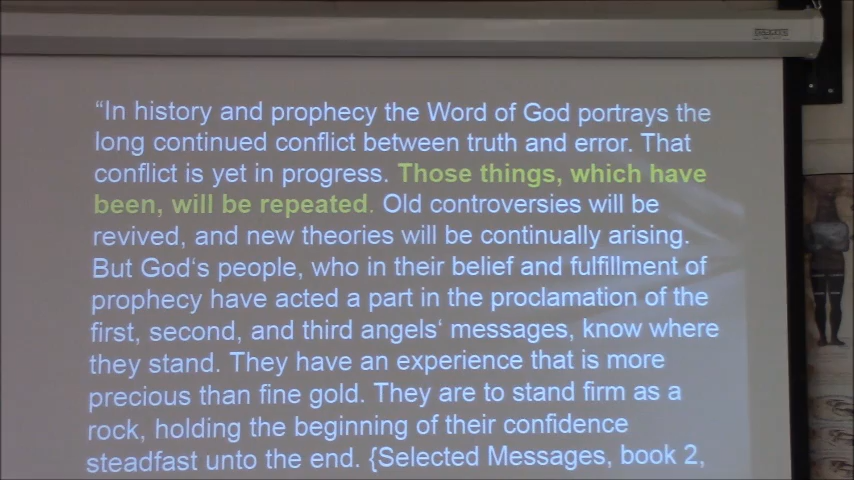 “In history and prophecy the Word of God portrays the
long continued conflict between truth and error. That
conflict is yet in progress. Those things, which have
been, will be repeated. Old controversies will be
revived, and new theories will be continually arising.
But God‘s people, who in their belief and fulfillment of
prophecy have acted a part in the proclamation of the
first, second, and third angels‘ messages, know where
they stand. They have an experience that is more
precious than fine gold. They are to stand firm as a
rock, holding the beginning of their confidence
steadfast unto the end. {Selected Messages, book 2,